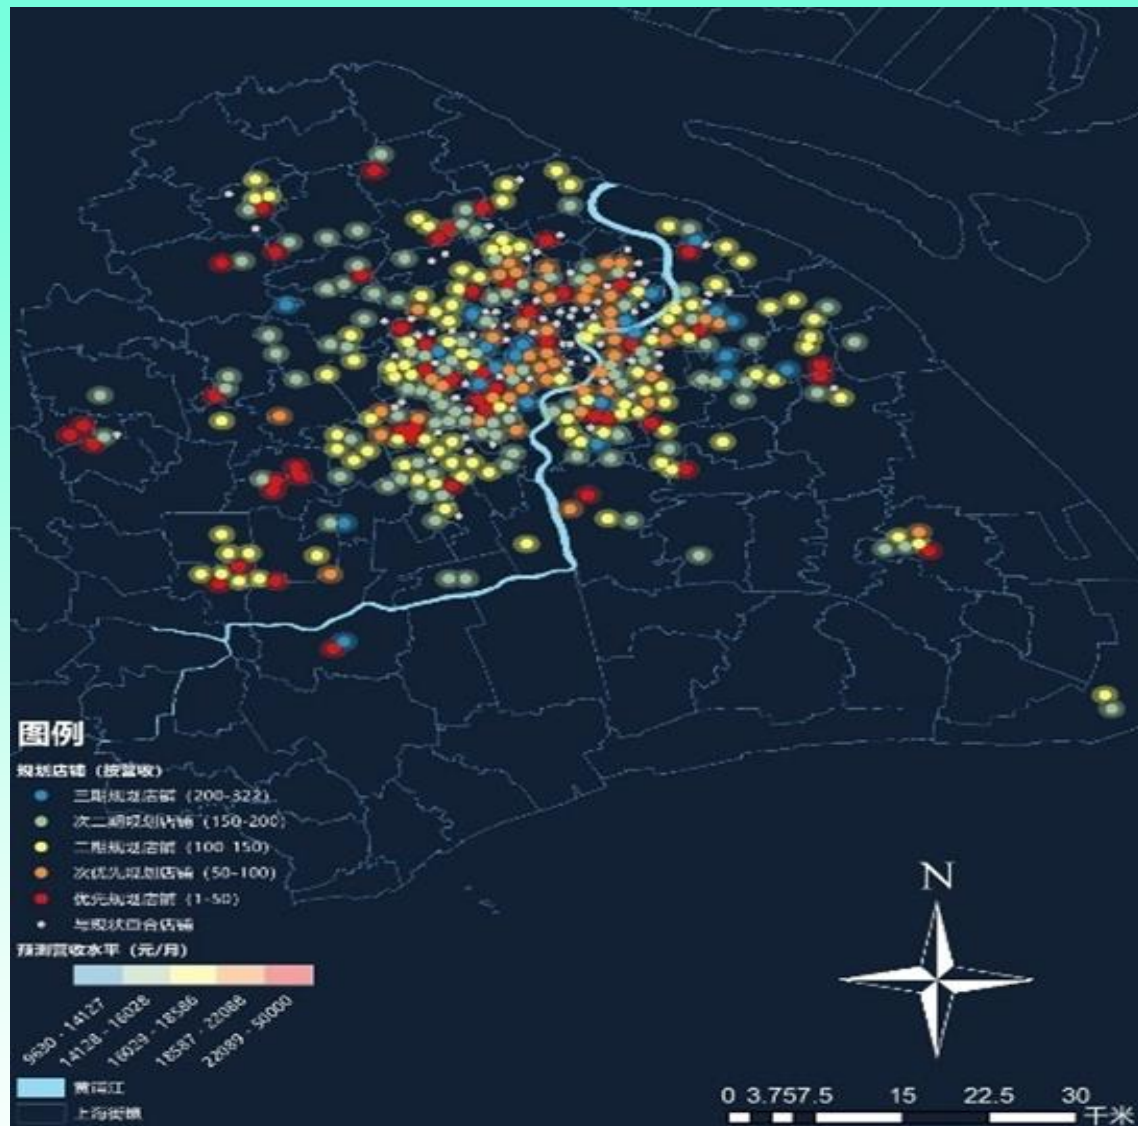 图例
规划店铺（按营收）
三期规划店铺（200-322）
次二期规划店铺（150-200）
二期规划店铺（100-150）
次优先规划店铺（50-100）
优先规划店铺（1-50）
与现状重合店铺
预测营收水平（元/月）
9630 - 14127
14128 - 16028
16029 - 18586
18587 - 22088
22089 - 50000
黄浦江
上海街镇
N
0 3.757.5 15 22.5 30
千米